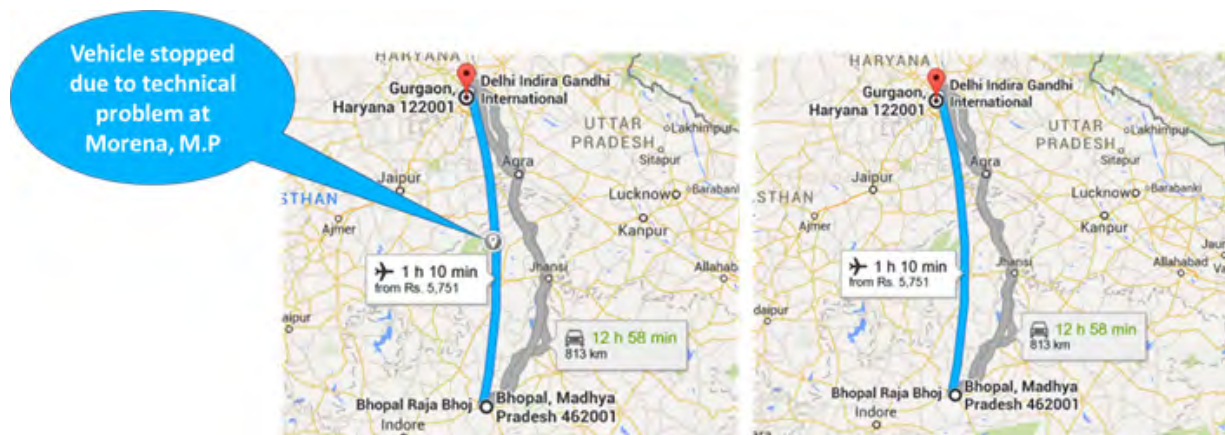 Vehicle stopped
due to technical
problem at
Morena, M.P
HARYANA
Gurgaon,
Haryana 122001
Delhi Indira Gandhi
International
UTTAR
PRADESH
Lakhimpur
Sitapur
Agra
Jaipur
Lucknow
Barabanki
STHAN
Ajmer
Kanpur
1 h 10 min
from Rs. 5,751
Jhansi
Allahab
aipur
12 h 58 min
813 km
Bhopal Raja Bhoj
Bhopal, Madhya
Pradesh 462001
Indore
HARYANA
Gurgaon,
Haryana 122001
Delhi Indira Gandhi
International
UTTAR
PRADESH
Lakhimpur
Sitapur
Agra
Jaipur
Lucknow
Barabanki
ASTHAN
Ajmer
Kanpur
Jaun
1 h 10 min
from Rs. 5,751
Jhansi
Allahabad
Va
daipur
12 h 58 min
813 km
Bhopal Raja Bhoj
Bhopal, Madhya
Pradesh 462001
Indore